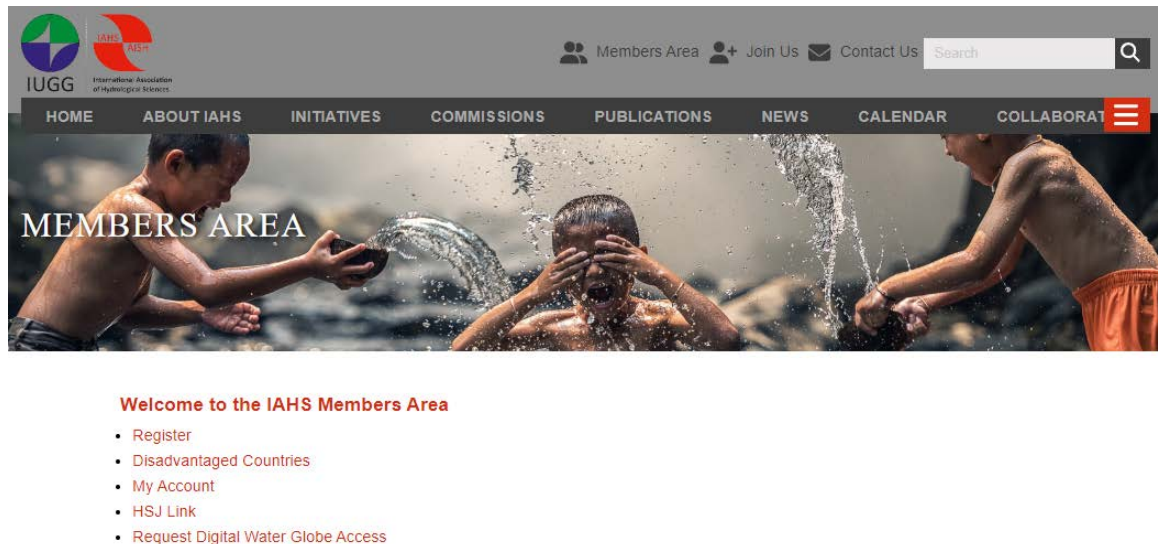 IAHS
AISH
IUGG
International Association
of Hydrological Sciences
Members Area Join Us Contact Us Search
HOME ABOUT IAHS INITIATIVES COMMISSIONS PUBLICATIONS NEWS CALENDAR COLLABORAT
MEMBERS AREA
Welcome to the IAHS Members Area
• Register
• Disadvantaged Countries
• My Account
• HSJ Link
• Request Digital Water Globe Access